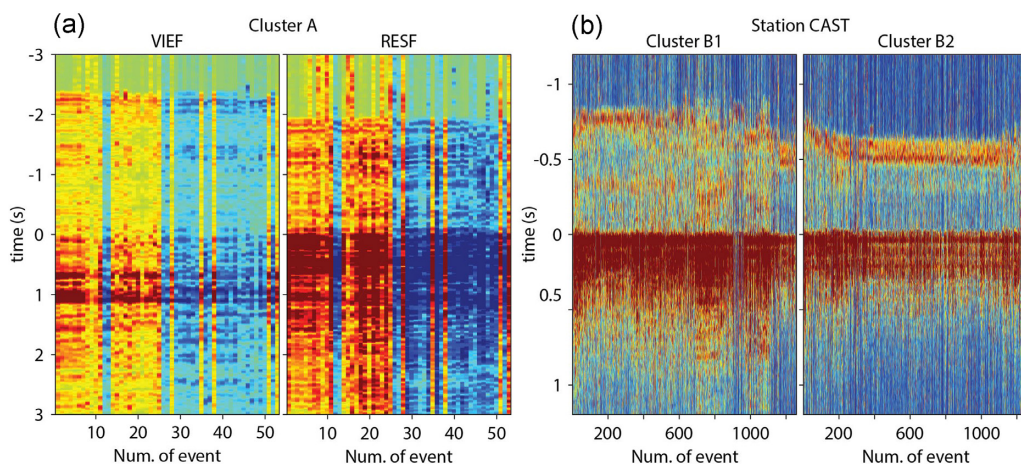 (a)
Cluster A
VIEF RESF
-3
-2
-1
0
1
2
3
time (s)
10 20 30 40 50 10 20 30 40 50
Num. of event Num. of event
(b)
Station CAST
Cluster B1 Cluster B2
-1
-0.5
0
0.5
1
time (s)
200 600 1000 200 600 1000
Num. of event Num. of event